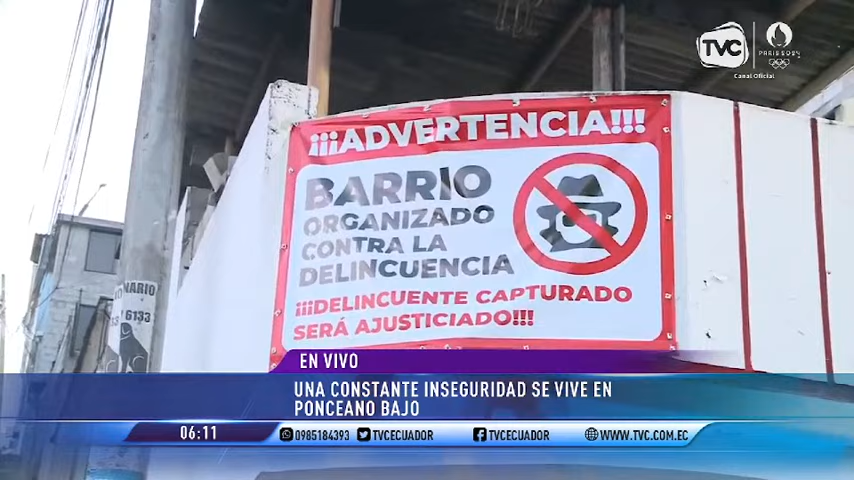 TVC
PARIS 2024
Canal Oficial
¡¡¡ADVERTENCIA!!!
BARRIO
ORGANIZADO
CONTRA LA
DELINCUENCIA
¡¡¡DELINCUENTE CAPTURADO
SERÁ AJUSTICIADO!!!
6133
EN VIVO
UNA CONSTANTE INSEGURIDAD SE VIVE EN
PONCEANO BAJO
06:11
0985184393 TVCECUADOR TVCECUADOR WWW.TVC.COM.EC